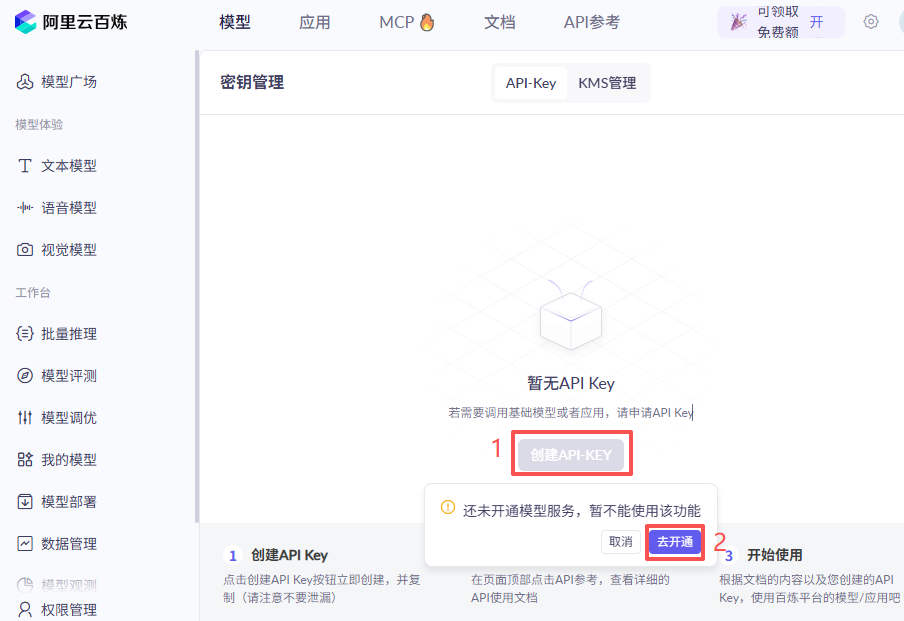 阿里云百炼
模型
应用
MCP
文档
API参考
可领取
免费额
开
模型广场
模型体验
文本模型
语音模型
视觉模型
工作台
批量推理
模型评测
模型调优
我的模型
模型部署
数据管理
模型观测
权限管理
密钥管理
API-Key
KMS管理
暂无API Key
若需要调用基础模型或者应用，请申请API Key
1
创建API-KEY
还未开通模型服务，暂不能使用该功能
取消
去开通
2
1 创建API Key
点击创建API Key按钮立即创建，并复
制（请注意不要泄漏）
在页面顶部点击API参考，查看详细的
API使用文档
3 开始使用
根据文档的内容以及您创建的API
Key，使用百炼平台的模型/应用吧